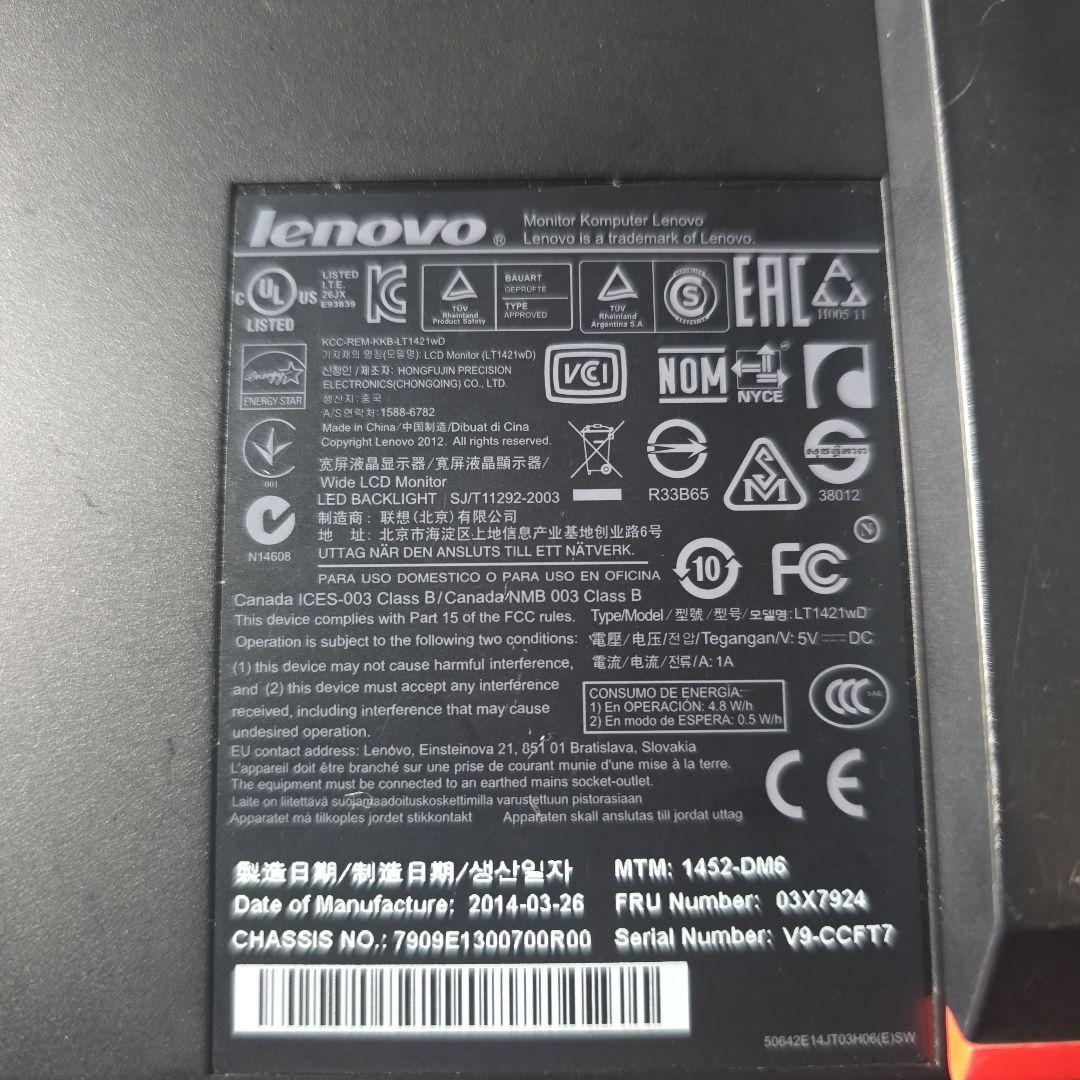 lenovo®
Monitor Komputer Lenovo
Lenovo is a trademark of Lenovo.
C UL US LISTED
LISTED
I.T.E.
26JX
E93839
TÜV
Rheinland
Product Safety
BAUART
GEPRÜFTE
TYPE
APPROVED
TÜV
Rheinland
Argentina S.A.
S
EAC
II005 11
energy
ENERGY STAR
KCC-REM-KKB-LT1421wD
기자재의 명칭(모델명): LCD Monitor (LT1421wD)
신청인 / 제조자: HONGFUJIN PRECISION
ELECTRONICS(CHONGQING) CO., LTD.
생산지: 중국
A/S연락처:1588-6782
VCI
NOM
NYCE
001
Made in China/中国制造/Dibuat di Cina
Copyright Lenovo 2012. All rights reserved.
宽屏液晶显示器/寬屏液晶顯示器/
Wide LCD Monitor
LED BACKLIGHT SJ/T11292-2003
R33B65
38012
N14608
制造商: 联想(北京)有限公司
地 址: 北京市海淀区上地信息产业基地创业路6号
UTTAG NÄR DEN ANSLUTS TILL ETT NÄTVERK.
PARA USO DOMESTICO O PARA USO EN OFICINA
10
FC
N
Canada ICES-003 Class B/Canada/NMB 003 Class B
This device complies with Part 15 of the FCC rules.
Operation is subject to the following two conditions:
(1) this device may not cause harmful interference,
and (2) this device must accept any interference
received, including interference that may cause
undesired operation.
Type/Model/型號/型号/모델명: LT1421wD
電壓/电压/전압/Tegangan/V: 5V ⎓ DC
電流/电流/전류/A: 1A
CONSUMO DE ENERGÍA:
1) En OPERACIÓN: 4.8 W/h
2) En modo de ESPERA: 0.5 W/h
CCC S&E
EU contact address: Lenovo, Einsteinova 21, 851 01 Bratislava, Slovakia
L'appareil doit être branché sur une prise de courant munie d'une mise à la terre.
The equipment must be connected to an earthed mains socket-outlet.
Laite on liitettävä suojamaadoituskoskettimilla varustettuun pistorasiaan
Apparatet må tilkoples jordet stikkontakt Apparaten skall anslutas till jordat uttag
CE
製造日期/制造日期/생산일자
Date of Manufacture: 2014-03-26
CHASSIS NO.: 7909E1300700R00
MTM: 1452-DM6
FRU Number: 03X7924
Serial Number: V9-CCFT7
50642E14JT03H06(E)SW